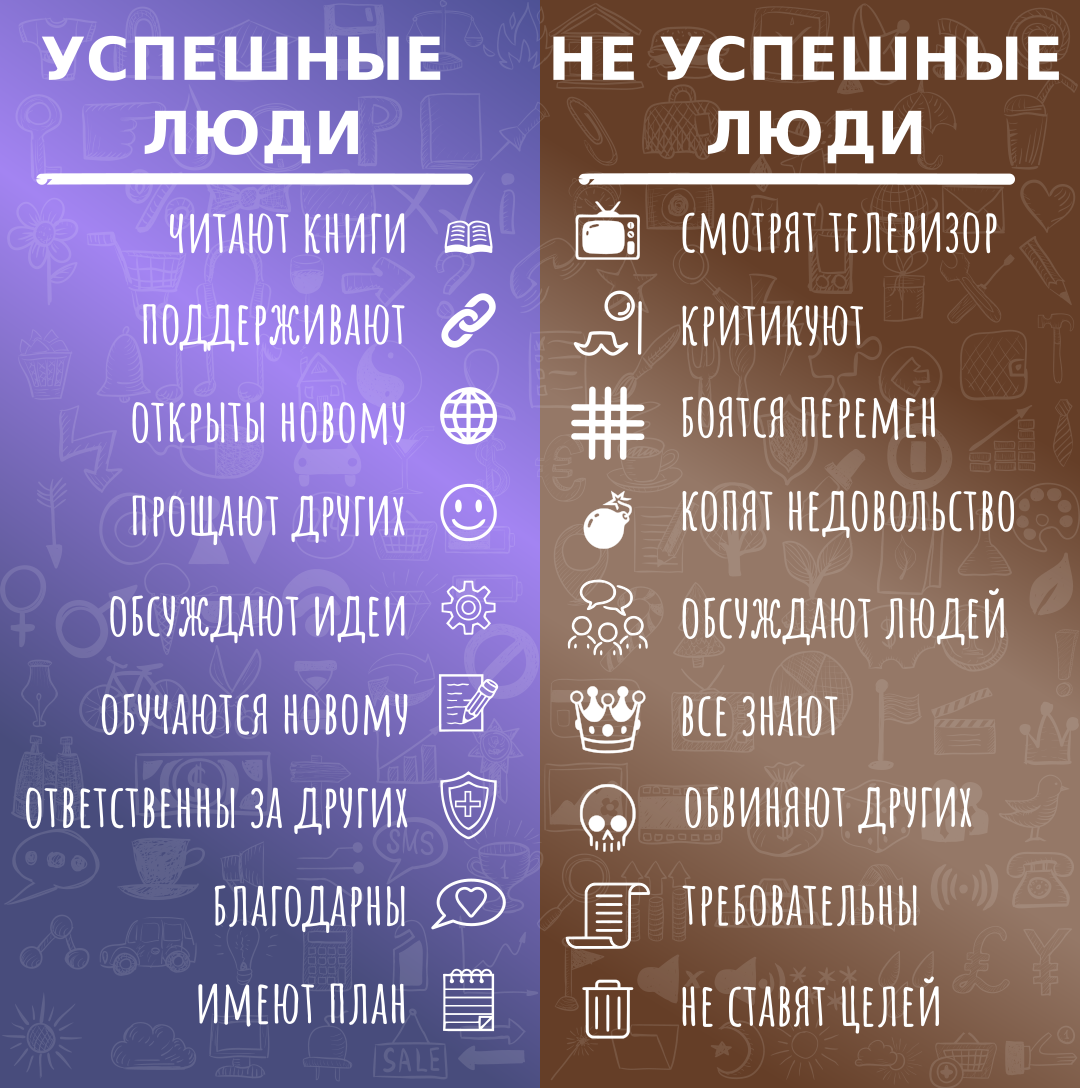 УСПЕШНЫЕ
ЛЮДИ
ЧИТАЮТ КНИГИ
ПОДДЕРЖИВАЮТ
ОТКРЫТЫ НОВОМУ
ПРОЩАЮТ ДРУГИХ
ОБСУЖДАЮТ ИДЕИ
ОБУЧАЮТСЯ НОВОМУ
ОТВЕТСТВЕННЫ ЗА ДРУГИХ
БЛАГОДАРНЫ
ИМЕЮТ ПЛАН
SMS
SALE
НЕ УСПЕШНЫЕ
ЛЮДИ
СМОТРЯТ ТЕЛЕВИЗОР
КРИТИКУЮТ
БОЯТСЯ ПЕРЕМЕН
КОПЯТ НЕДОВОЛЬСТВО
ОБСУЖДАЮТ ЛЮДЕЙ
ВСЕ ЗНАЮТ
ОБВИНЯЮТ ДРУГИХ
ТРЕБОВАТЕЛЬНЫ
НЕ СТАВЯТ ЦЕЛЕЙ